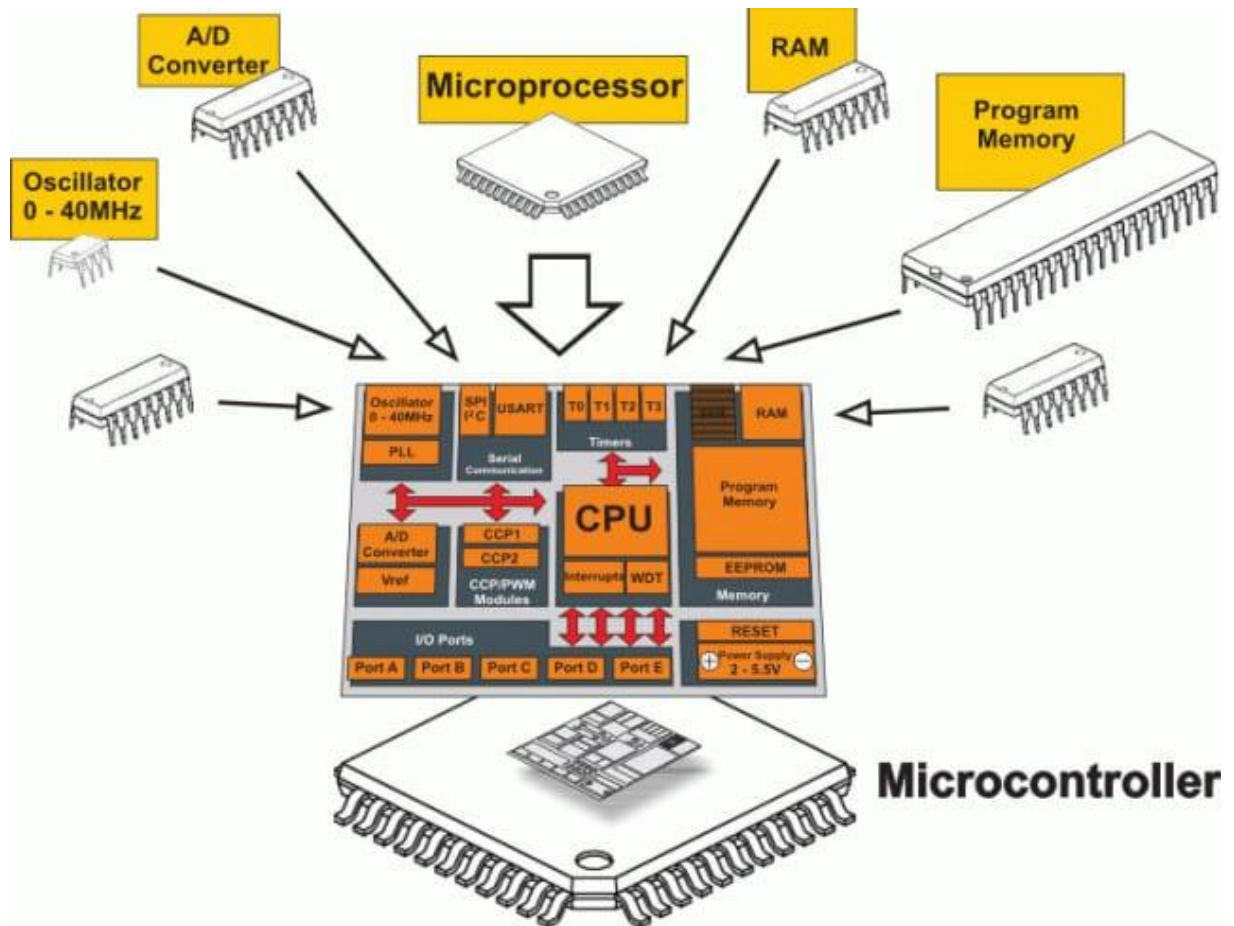 A/D
Converter
Microprocessor
RAM
Program
Memory
Oscillator
0 - 40MHz
Oscillator
0 - 40MHz
PLL
SPI
I²C
USART
Serial
Communication
T0 T1 T2 T3
Timers
RAM
Program
Memory
EEPROM
Memory
A/D
Converter
Vref
CCP1
CCP2
CCP/PWM
Modules
CPU
Interrupts WDT
I/O Ports
Port A Port B Port C Port D Port E
RESET
Power Supply
2 - 5.5V
Microcontroller